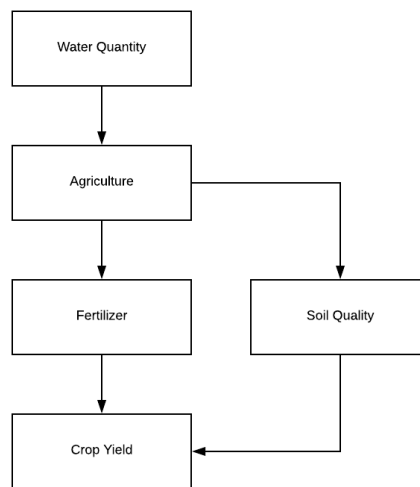 Water Quantity
Agriculture
Fertilizer
Soil Quality
Crop Yield